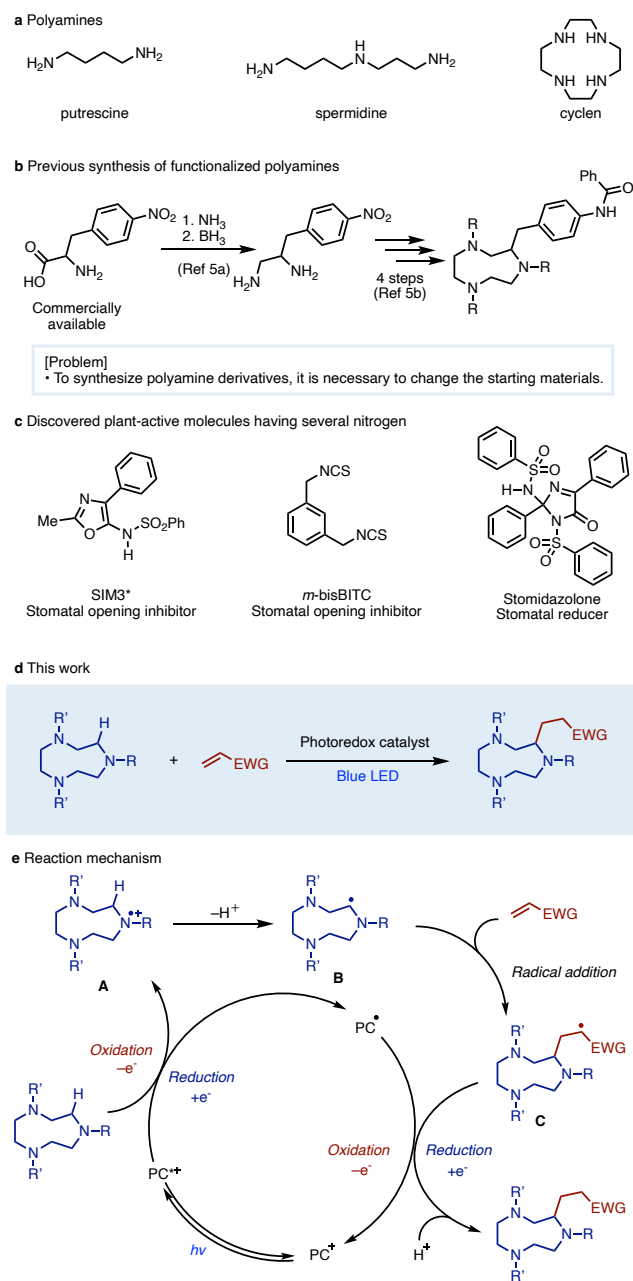 a Polyamines
H2N
NH2
putrescine
H2N
H
N
NH2
spermidine
NH HN
NH HN
cyclen
b Previous synthesis of functionalized polyamines
NO2
O
HO
NH2
Commercially
available
1. NH3
2. BH3
(Ref 5a)
NO2
H2N
NH2
4 steps
(Ref 5b)
Ph
O
N
H
R
N
N
R
N
R
[Problem]
• To synthesize polyamine derivatives, it is necessary to change the starting materials.
c Discovered plant-active molecules having several nitrogen
N
Me
O
N
H
SO2Ph
SIM3*
Stomatal opening inhibitor
NCS
NCS
m-bisBITC
Stomatal opening inhibitor
O
S
O
NH
H
N
N
N
O
O
S
O
Stomidazolone
Stomatal reducer
d This work
R'
H
N
N
R
N
R'
+
EWG
Photoredox catalyst
Blue LED
R'
EWG
N
N
R
N
R'
e Reaction mechanism
R'
H
N
N
R
N
R'
A
–H+
R'
N
N
R
N
R'
B
EWG
Radical addition
PC•
Oxidation
–e-
Reduction
+e-
R'
H
N
N
R
N
R'
R'
EWG
N
N
R
N
R'
C
Oxidation
–e-
Reduction
+e-
PC*+
hv
PC+
H+
R'
EWG
N
N
R
N
R'